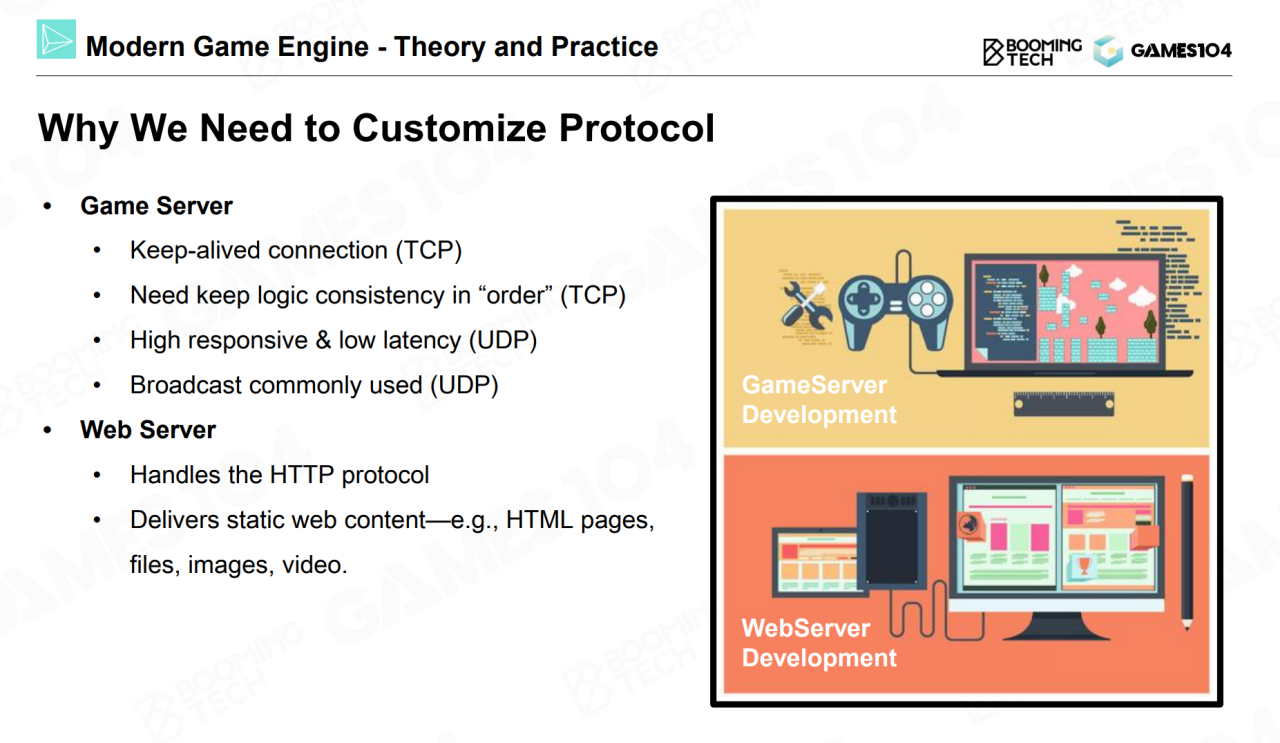 Modern Game Engine - Theory and Practice
BOOMING
TECH
GAMES104
Why We Need to Customize Protocol
• Game Server
• Keep-alived connection (TCP)
• Need keep logic consistency in “order” (TCP)
• High responsive & low latency (UDP)
• Broadcast commonly used (UDP)
• Web Server
• Handles the HTTP protocol
• Delivers static web content—e.g., HTML pages,
files, images, video.
GameServer
Development
WebServer
Development